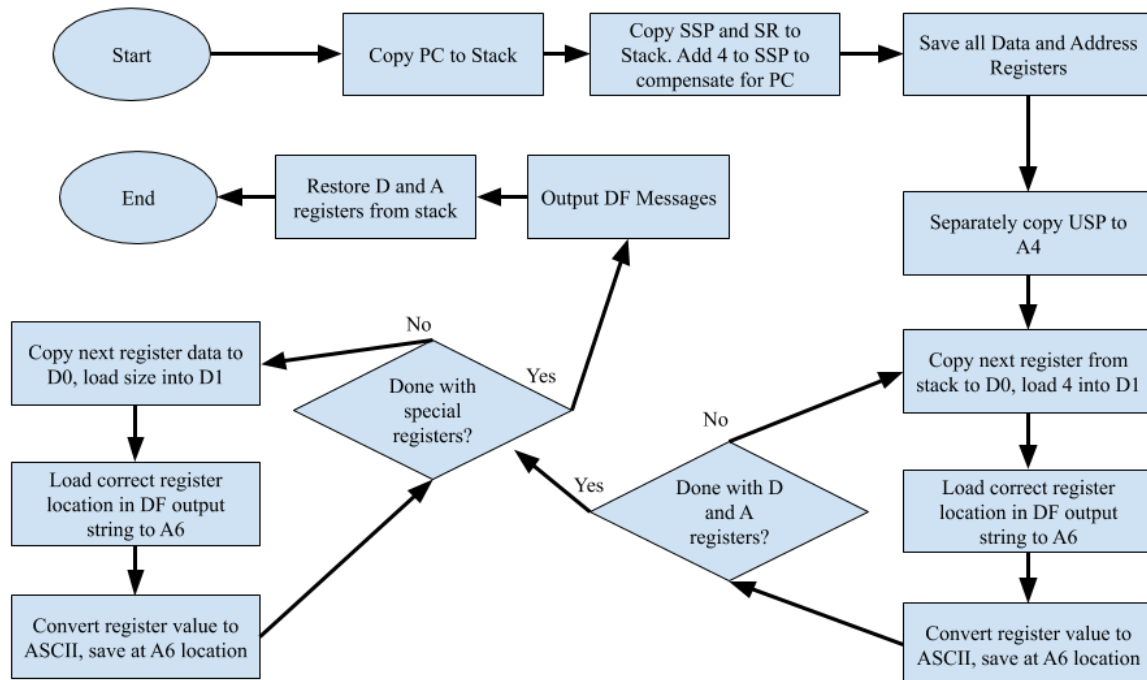 Start
Copy PC to Stack
Copy SSP and SR to
Stack. Add 4 to SSP to
compensate for PC
Save all Data and Address
Registers
End
Restore D and A
registers from stack
Output DF Messages
Separately copy USP to
A4
No
Yes
Copy next register data to
D0, load size into D1
Done with
special
registers?
Copy next register from
stack to D0, load 4 into D1
No
Yes
Load correct register
location in DF output
string to A6
Done with D
and A
registers?
Load correct register
location in DF output
string to A6
Convert register value to
ASCII, save at A6 location
Convert register value to
ASCII, save at A6 location